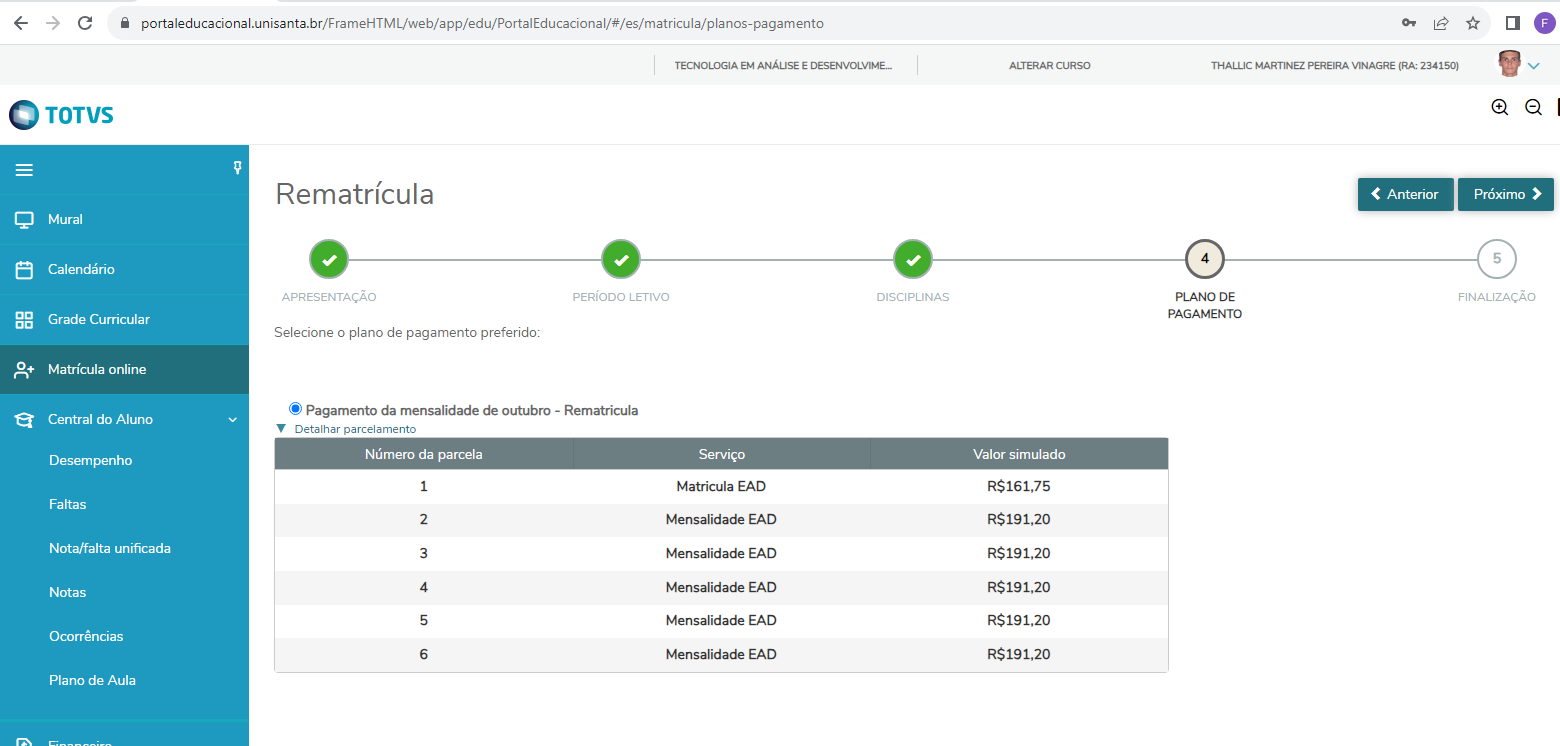 portaleducacional.unisanta.br/FrameHTML/web/app/edu/PortalEducacional/#/es/matricula/planos-pagamento
F
TECNOLOGIA EM ANÁLISE E DESENVOLVIME...
ALTERAR CURSO
THALLIC MARTINEZ PEREIRA VINAGRE (RA: 234150)
TOTVS
Mural
Calendário
Grade Curricular
Matrícula online
Central do Aluno
Desempenho
Faltas
Nota/falta unificada
Notas
Ocorrências
Plano de Aula
Financeiro
Rematrícula
Anterior
Próximo
4
5
APRESENTAÇÃO
PERÍODO LETIVO
DISCIPLINAS
PLANO DE
PAGAMENTO
FINALIZAÇÃO
Selecione o plano de pagamento preferido:
Pagamento da mensalidade de outubro - Rematricula
Detalhar parcelamento
Número da parcela Serviço Valor simulado
1 Matricula EAD R$161,75
2 Mensalidade EAD R$191,20
3 Mensalidade EAD R$191,20
4 Mensalidade EAD R$191,20
5 Mensalidade EAD R$191,20
6 Mensalidade EAD R$191,20